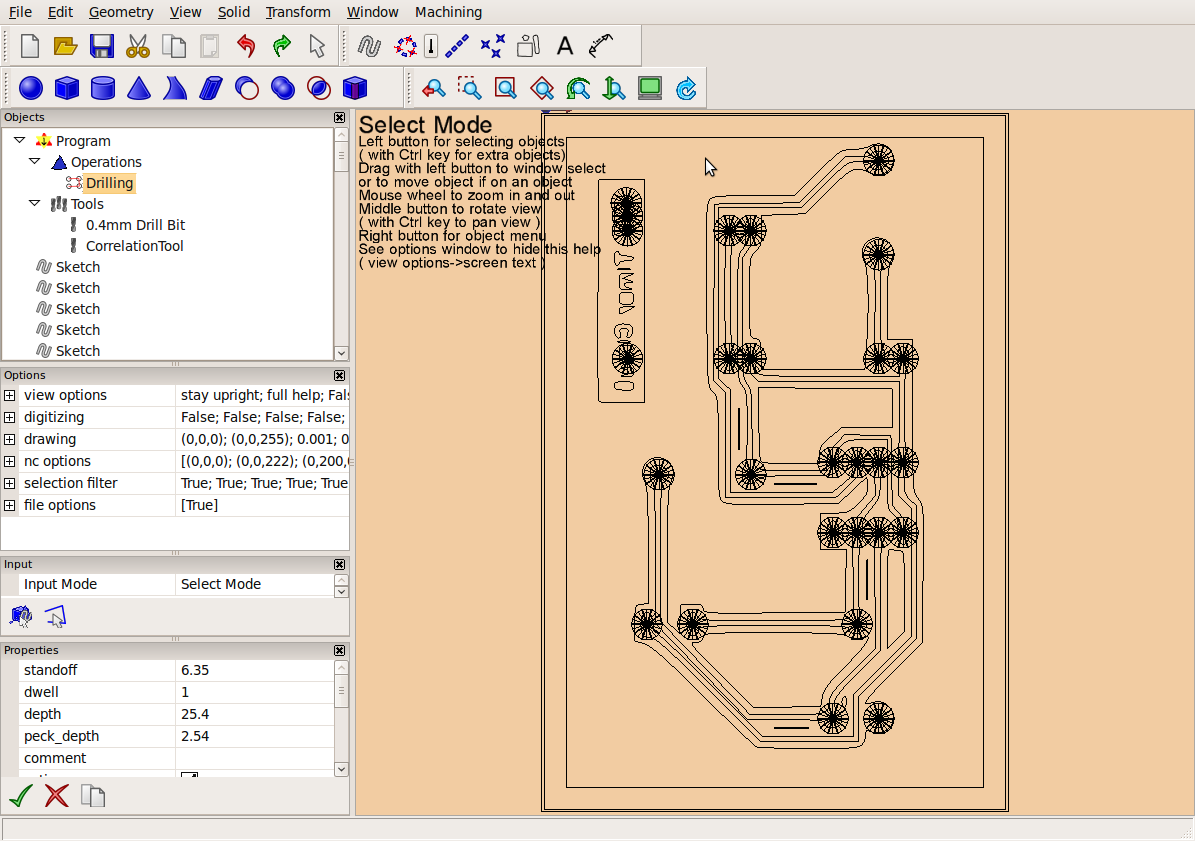 File Edit Geometry View Solid Transform Window Machining
A
Objects
Program
Operations
Drilling
Tools
0.4mm Drill Bit
CorrelationTool
Sketch
Sketch
Sketch
Sketch
Sketch
Options
view options stay upright; full help; Fal
digitizing False; False; False; False;
drawing (0,0,0); (0,0,255); 0.001; 0
nc options [(0,0,0); (0,0,222); (0,200,
selection filter True; True; True; True; True
file options [True]
Input
Input Mode Select Mode
Properties
standoff 6.35
dwell 1
depth 25.4
peck_depth 2.54
comment
Select Mode
Left button for selecting objects
( with Ctrl key for extra objects)
Drag with left button to window select
or to move object if on an object
Mouse wheel to zoom in and out
Middle button to rotate view
( with Ctrl key to pan view )
Right button for object menu
See options window to hide this help
( view options->screen text )